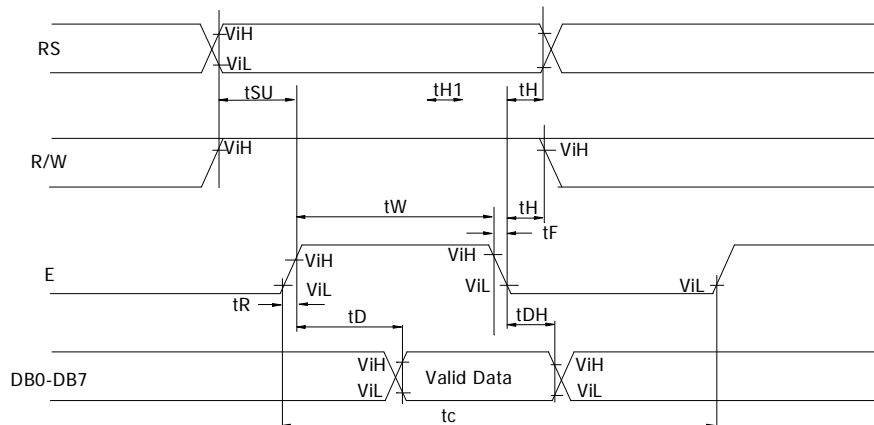 RS
ViH
ViL
tSU
tH1
tH
R/W
ViH
ViH
tW
tH
tF
E
ViH
ViH
ViL
ViL
ViL
tR
tD
tDH
DB0-DB7
ViH
ViL
Valid Data
ViH
ViL
tc